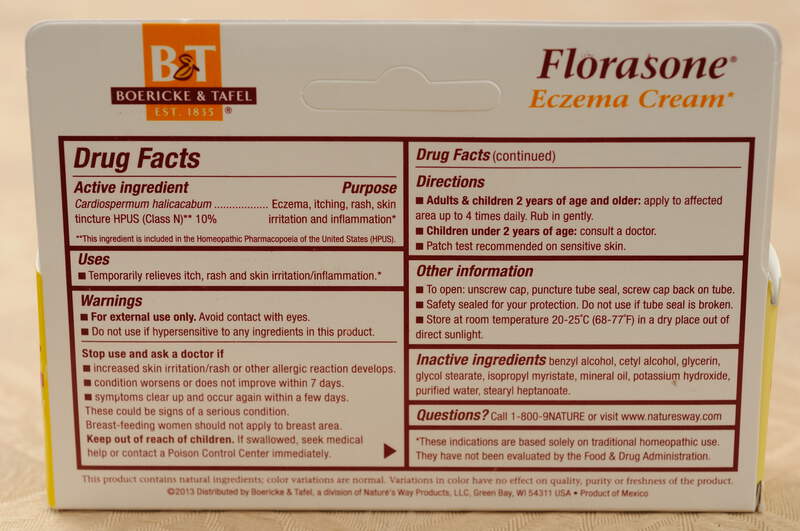 B&T
BOERICKE & TAFEL
EST. 1835 ®
Florasone®
Eczema Cream*
Drug Facts
Active ingredient Purpose
Cardiospermum halicacabum .................. Eczema, itching, rash, skin
tincture HPUS (Class N)** 10% irritation and inflammation*
**This ingredient is included in the Homeopathic Pharmacopoeia of the United States (HPUS).
Uses
■ Temporarily relieves itch, rash and skin irritation/inflammation.*
Warnings
■ For external use only. Avoid contact with eyes.
■ Do not use if hypersensitive to any ingredients in this product.
Stop use and ask a doctor if
■ increased skin irritation/rash or other allergic reaction develops.
■ condition worsens or does not improve within 7 days.
■ symptoms clear up and occur again within a few days.
These could be signs of a serious condition.
Breast-feeding women should not apply to breast area.
Keep out of reach of children. If swallowed, seek medical
help or contact a Poison Control Center immediately.
Drug Facts (continued)
Directions
■ Adults & children 2 years of age and older: apply to affected
area up to 4 times daily. Rub in gently.
■ Children under 2 years of age: consult a doctor.
■ Patch test recommended on sensitive skin.
Other information
■ To open: unscrew cap, puncture tube seal, screw cap back on tube.
■ Safety sealed for your protection. Do not use if tube seal is broken.
■ Store at room temperature 20-25˚C (68-77˚F) in a dry place out of
direct sunlight.
Inactive ingredients benzyl alcohol, cetyl alcohol, glycerin,
glycol stearate, isopropyl myristate, mineral oil, potassium hydroxide,
purified water, stearyl heptanoate.
Questions? Call 1-800-9NATURE or visit www.naturesway.com
*These indications are based solely on traditional homeopathic use.
They have not been evaluated by the Food & Drug Administration.
This product contains natural ingredients; color variations are normal. Variations in color have no effect on quality, purity or freshness of the product.
©2013 Distributed by Boericke & Tafel, a division of Nature's Way Products, LLC, Green Bay, WI 54311 USA • Product of Mexico